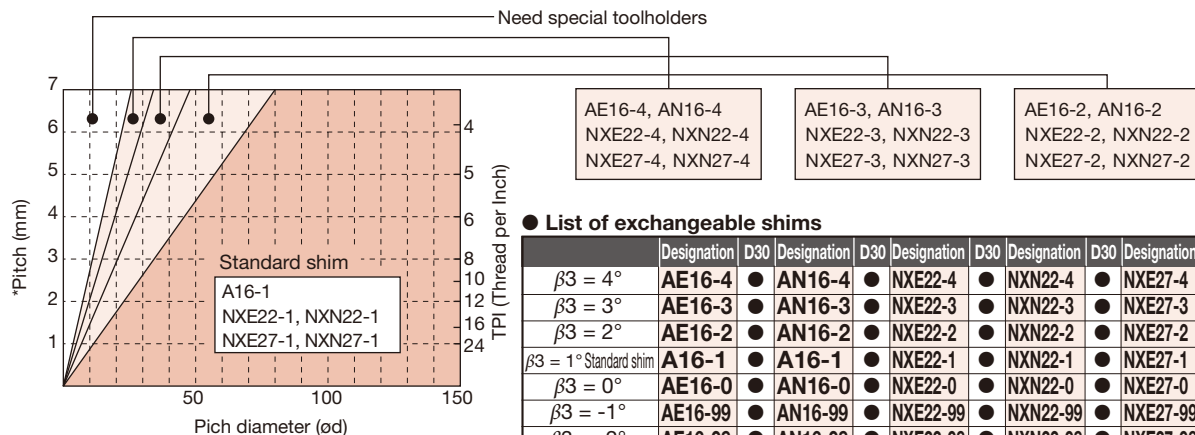 Need special toolholders
AE16-4, AN16-4
NXE22-4, NXN22-4
NXE27-4, NXN27-4
AE16-3, AN16-3
NXE22-3, NXN22-3
NXE27-3, NXN27-3
AE16-2, AN16-2
NXE22-2, NXN22-2
NXE27-2, NXN27-2
*Pitch (mm)
7
6
5
4
3
2
1
50
100
150
Pich diameter (ød)
4
5
6
8
10
12
16
24
TPI (Thread per Inch)
Standard shim
A16-1
NXE22-1, NXN22-1
NXE27-1, NXN27-1
● List of exchangeable shims
Designation D30 Designation D30 Designation D30 Designation D30 Designation
β3 = 4° AE16-4 ● AN16-4 ● NXE22-4 ● NXN22-4 ● NXE27-4
β3 = 3° AE16-3 ● AN16-3 ● NXE22-3 ● NXN22-3 ● NXE27-3
β3 = 2° AE16-2 ● AN16-2 ● NXE22-2 ● NXN22-2 ● NXE27-2
β3 = 1° Standard shim A16-1 ● A16-1 ● NXE22-1 ● NXN22-1 ● NXE27-1
β3 = 0° AE16-0 ● AN16-0 ● NXE22-0 ● NXN22-0 ● NXE27-0
β3 = -1° AE16-99 ● AN16-99 ● NXE22-99 ● NXN22-99 ● NXE27-99